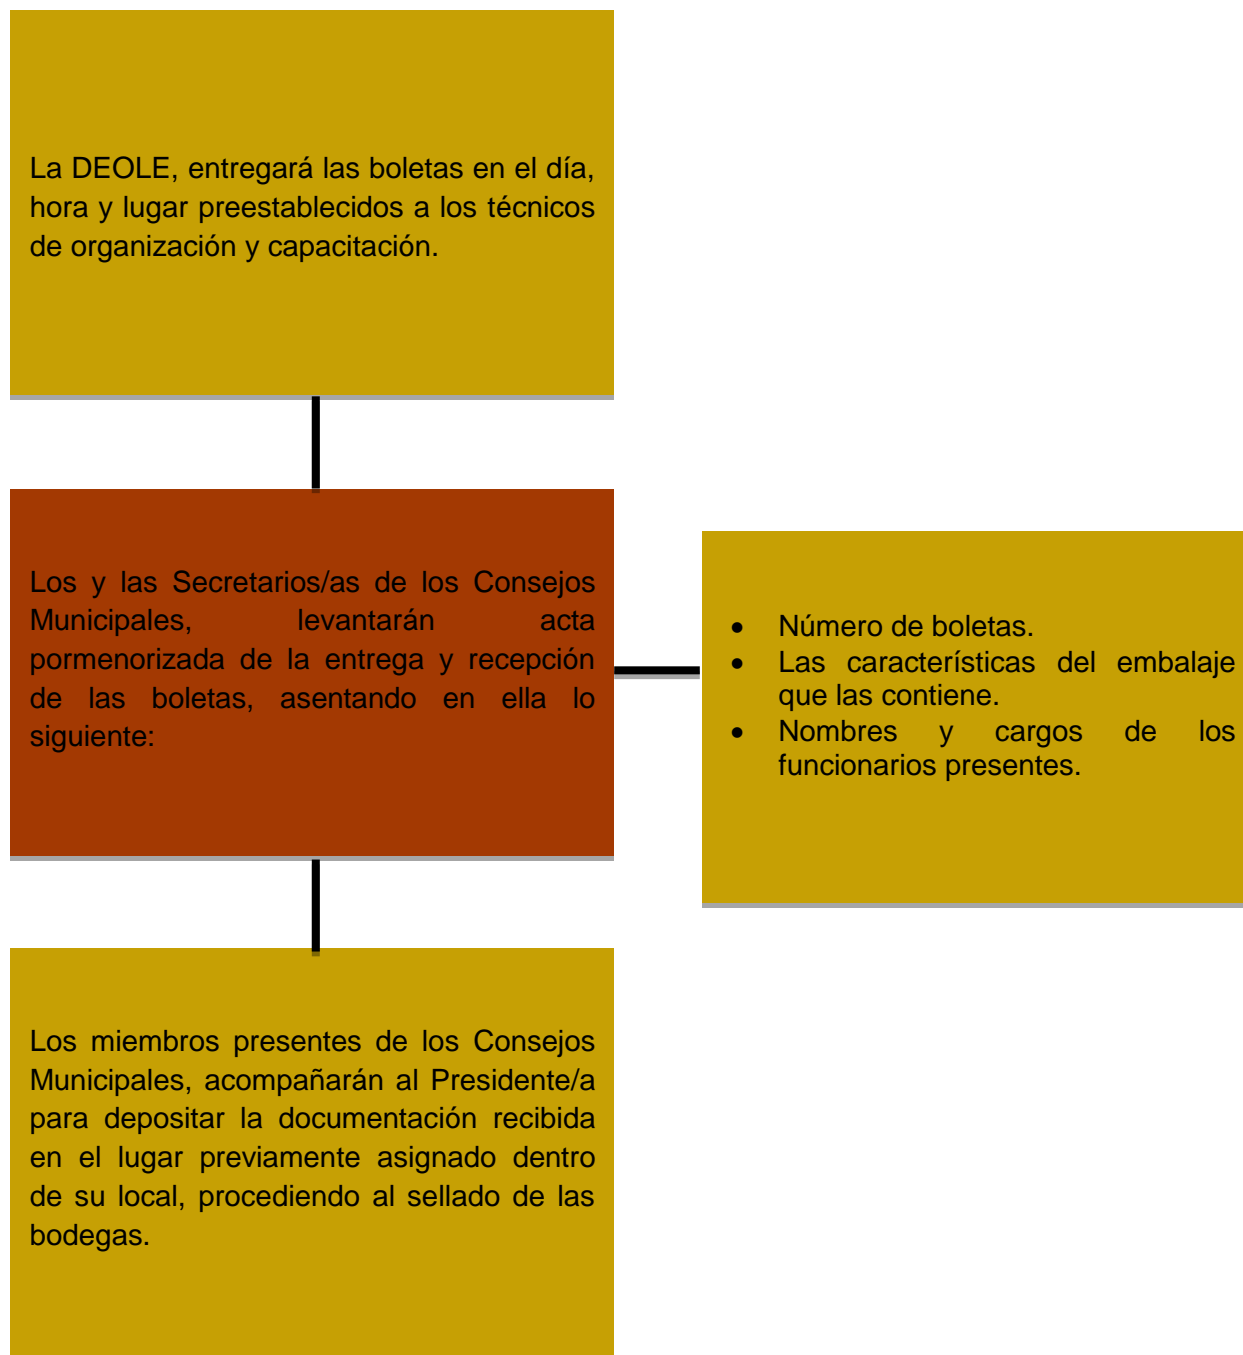 La DEOLE, entregará las boletas en el día,
hora y lugar preestablecidos a los técnicos
de organización y capacitación.
Los y las Secretarios/as de los Consejos
Municipales, levantarán acta
pormenorizada de la entrega y recepción
de las boletas, asentando en ella lo
siguiente:
• Número de boletas.
• Las características del embalaje
que las contiene.
• Nombres y cargos de los
funcionarios presentes.
Los miembros presentes de los Consejos
Municipales, acompañarán al Presidente/a
para depositar la documentación recibida
en el lugar previamente asignado dentro
de su local, procediendo al sellado de las
bodegas.